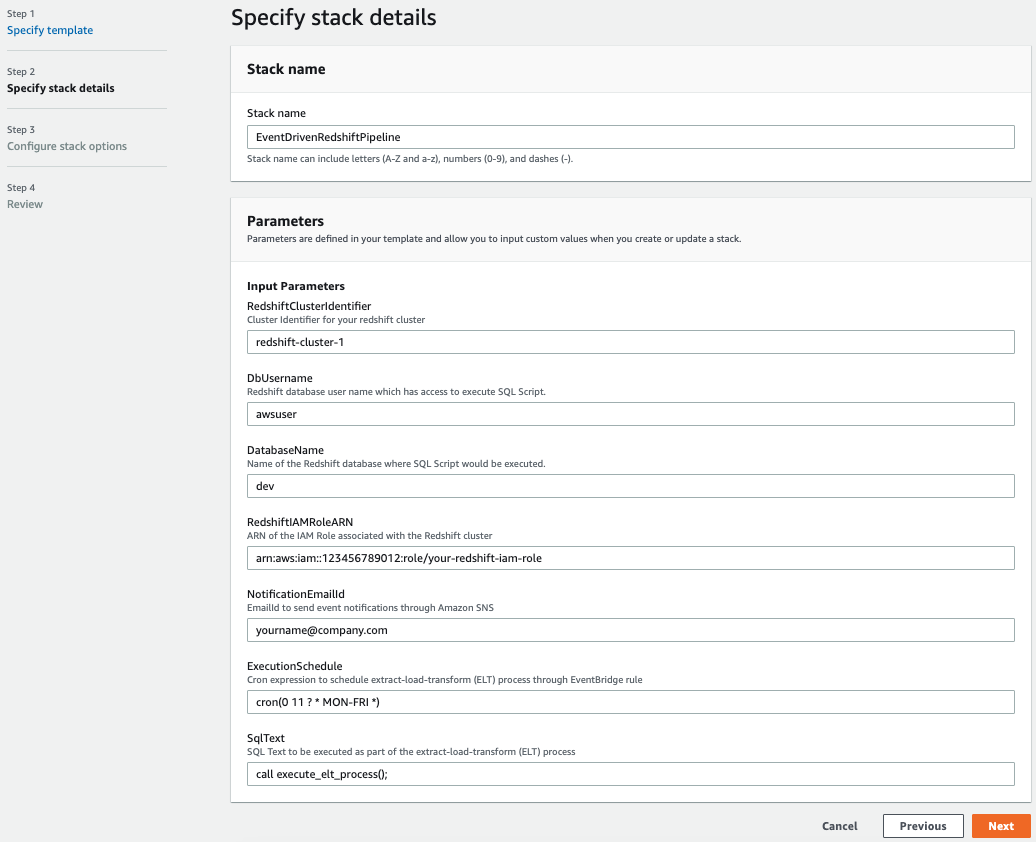 Step 1
Specify template
Step 2
Specify stack details
Step 3
Configure stack options
Step 4
Review
Specify stack details
Stack name
Stack name
EventDrivenRedshiftPipeline
Stack name can include letters (A-Z and a-z), numbers (0-9), and dashes (-).
Parameters
Parameters are defined in your template and allow you to input custom values when you create or update a stack.
Input Parameters
RedshiftClusterIdentifier
Cluster Identifier for your redshift cluster
redshift-cluster-1
DbUsername
Redshift database user name which has access to execute SQL Script.
awsuser
DatabaseName
Name of the Redshift database where SQL Script would be executed.
dev
RedshiftIAMRoleARN
ARN of the IAM Role associated with the Redshift cluster
arn:aws:iam::123456789012:role/your-redshift-iam-role
NotificationEmailId
EmailId to send event notifications through Amazon SNS
yourname@company.com
ExecutionSchedule
Cron expression to schedule extract-load-transform (ELT) process through EventBridge rule
cron(0 11 ? * MON-FRI *)
SqlText
SQL Text to be executed as part of the extract-load-transform (ELT) process
call execute_elt_process();
Cancel
Previous
Next